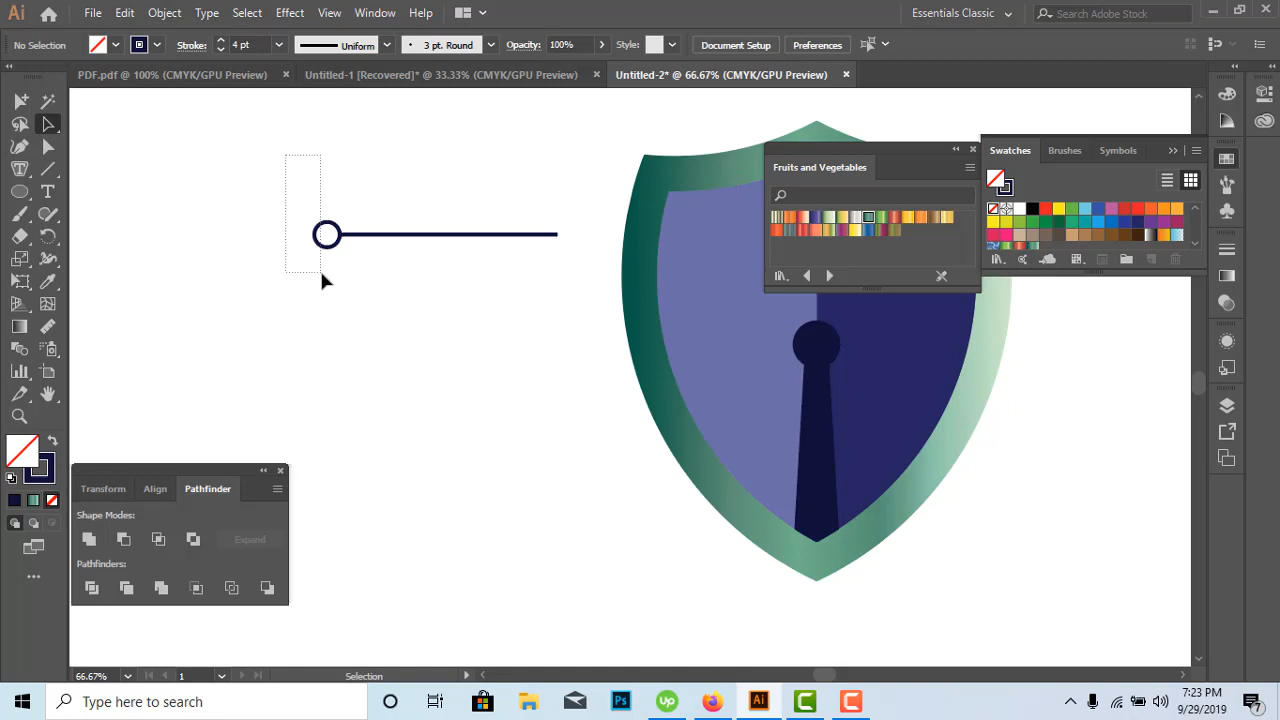 Ai File Edit Object Type Select Effect View Window Help Essentials Classic Search Adobe Stock
No Selection Stroke: 4 pt Uniform 3 pt. Round Opacity: 100% Style: Document Setup Preferences
PDF.pdf @ 100% (CMYK/GPU Preview) Untitled-1 [Recovered]* @ 33.33% (CMYK/GPU Preview) Untitled-2* @ 66.67% (CMYK/GPU Preview)
Swatches Brushes Symbols
Fruits and Vegetables
Transform Align Pathfinder
Shape Modes:
Expand
Pathfinders:
66.67% 1 Selection
Type here to search Ps Up Ai
9/29/2019 7